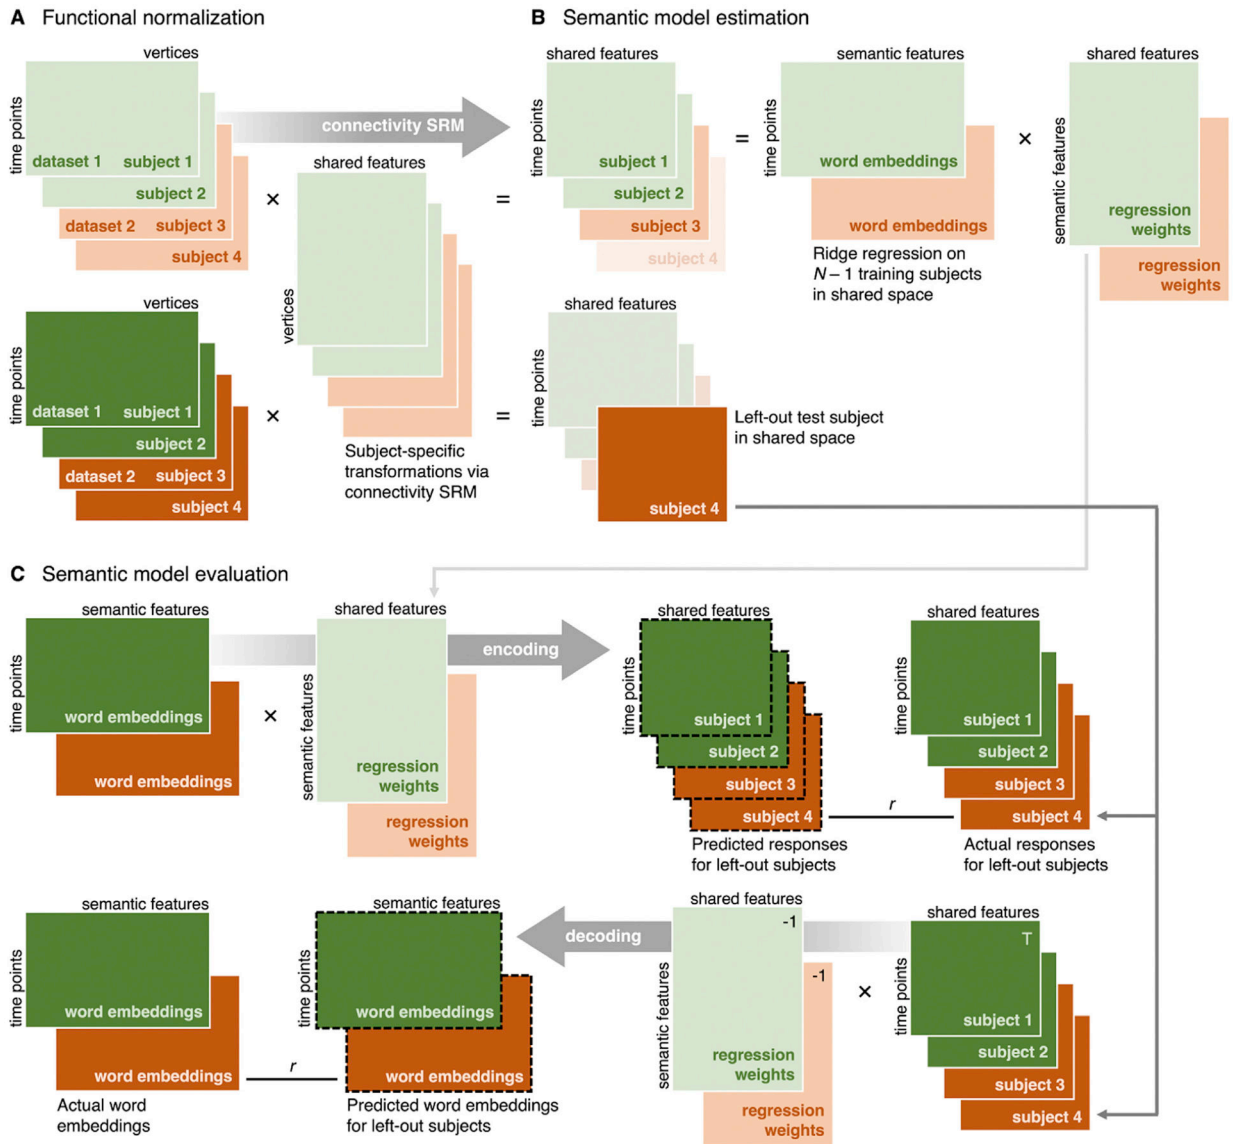 A Functional normalization
vertices
time points
dataset 1 subject 1
subject 2
dataset 2 subject 3
subject 4
connectivity SRM
×
shared features
vertices
=
vertices
time points
dataset 1 subject 1
subject 2
dataset 2 subject 3
subject 4
×
=
Subject-specific
transformations via
connectivity SRM
B Semantic model estimation
shared features
time points
subject 1
subject 2
subject 3
subject 4
=
semantic features
time points
word embeddings
word embeddings
Ridge regression on
N – 1 training subjects
in shared space
×
shared features
semantic features
regression
weights
regression
weights
shared features
time points
subject 4
Left-out test subject
in shared space
C Semantic model evaluation
semantic features
time points
word embeddings
word embeddings
×
shared features
semantic features
regression
weights
regression
weights
encoding
shared features
time points
subject 1
subject 2
subject 3
subject 4
Predicted responses
for left-out subjects
r
shared features
time points
subject 1
subject 2
subject 3
subject 4
Actual responses
for left-out subjects
semantic features
time points
word embeddings
word embeddings
Actual word
embeddings
r
semantic features
time points
word embeddings
word embeddings
Predicted word embeddings
for left-out subjects
decoding
shared features
semantic features
-1
regression
weights
-1
regression
weights
×
shared features
time points
T
subject 1
subject 2
subject 3
subject 4